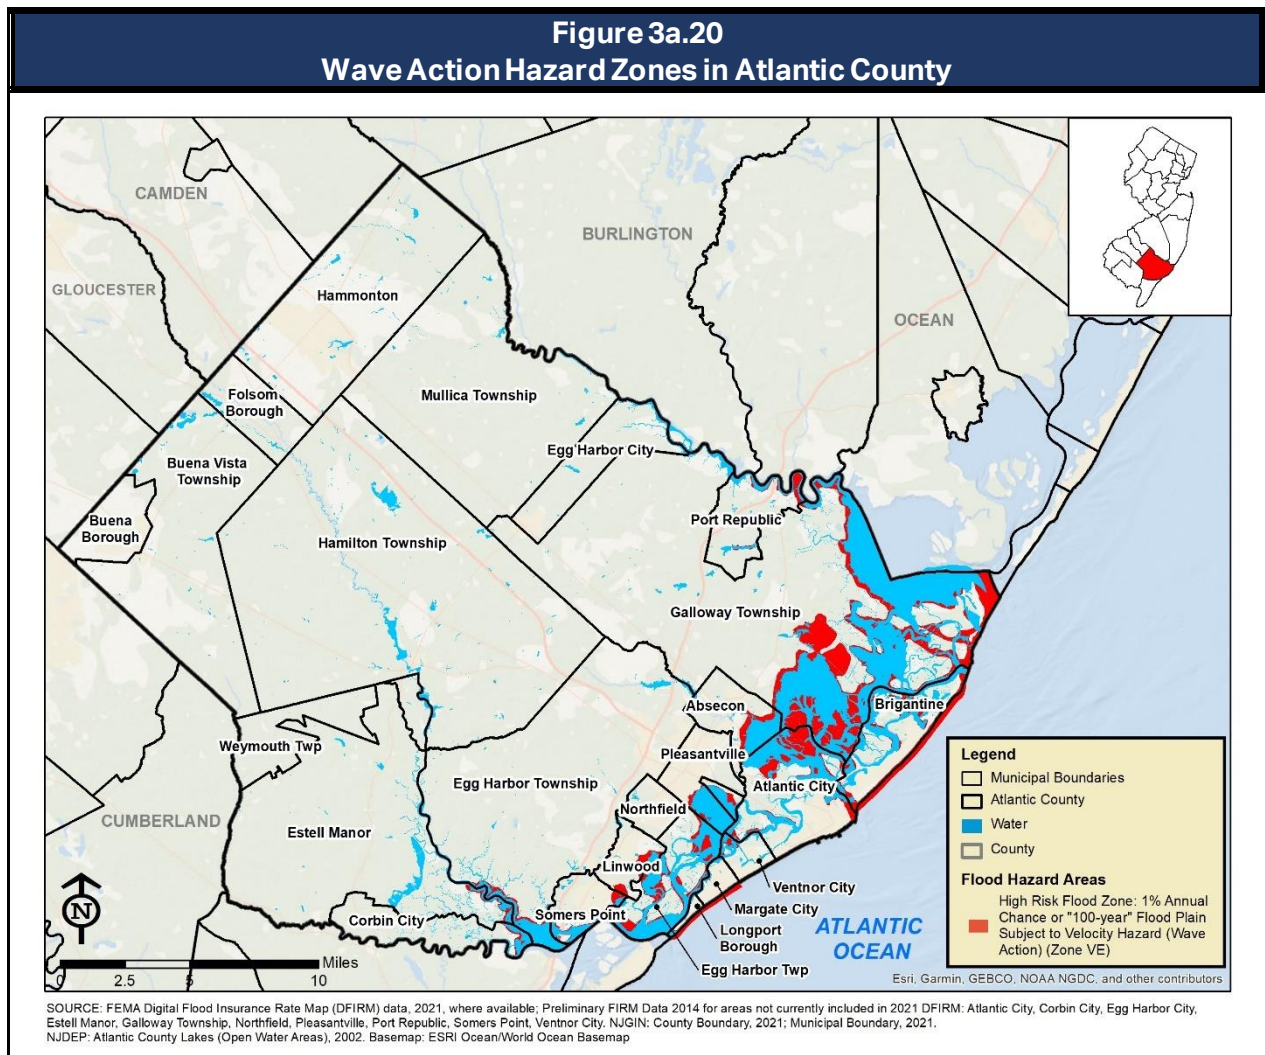 Figure 3a.20
Wave Action Hazard Zones in Atlantic County
CAMDEN
BURLINGTON
GLOUCESTER
OCEAN
Hammonton
Folsom
Borough
Mullica Township
Egg Harbor City
Buena Vista
Township
Buena
Borough
Port Republic
Hamilton Township
Galloway Township
Absecon
Brigantine
Weymouth Twp
Pleasantville
Egg Harbor Township
Atlantic City
Northfield
CUMBERLAND
Estell Manor
Linwood
Ventnor City
Margate City
Corbin City
Somers Point
Longport
Borough
Egg Harbor Twp
ATLANTIC
OCEAN
N
Miles
0 2.5 5 10
Legend
Municipal Boundaries
Atlantic County
Water
County
Flood Hazard Areas
High Risk Flood Zone: 1% Annual
Chance or "100-year" Flood Plain
Subject to Velocity Hazard (Wave
Action) (Zone VE)
Esri, Garmin, GEBCO, NOAA NGDC, and other contributors
SOURCE: FEMA Digital Flood Insurance Rate Map (DFIRM) data, 2021, where available; Preliminary FIRM Data 2014 for areas not currently included in 2021 DFIRM: Atlantic City, Corbin City, Egg Harbor City,
Estell Manor, Galloway Township, Northfield, Pleasantville, Port Republic, Somers Point, Ventnor City. NJGIN: County Boundary, 2021; Municipal Boundary, 2021.
NJDEP: Atlantic County Lakes (Open Water Areas), 2002. Basemap: ESRI Ocean/World Ocean Basemap